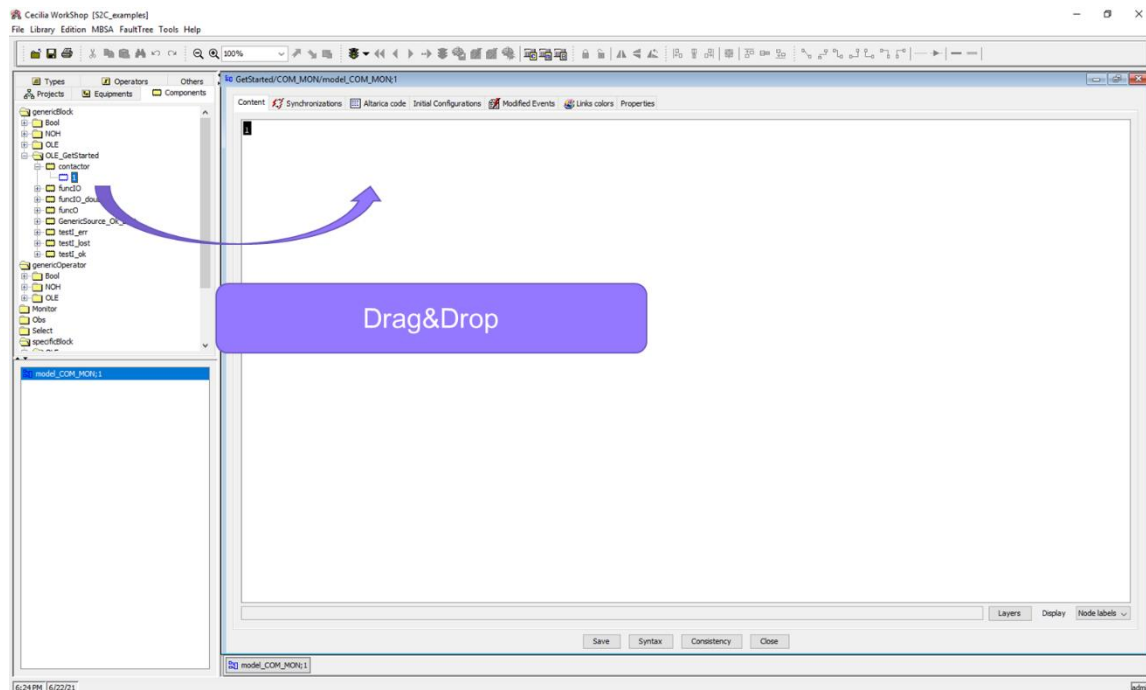 Cecilia WorkShop [S2C_examples]
File Library Edition MBSA FaultTree Tools Help
100%
Types Operators Others
Projects Equipments Components
genericBlock
Bool
NOH
OLE
OLE_GetStarted
contactor
1
funcIO
funcO
testI_err
testI_lost
testI_ok
genericOperator
Bool
NOH
OLE
Monitor
Obs
Select
specificBlock
model_COM_MON;1
GetStarted/COM_MON/model_COM_MON;1
Content Synchronizations Altarica code Initial Configurations Modified Events Links colors Properties
1
Drag&Drop
Layers Display Node labels
Save Syntax Consistency Close
model_COM_MON;1
6:24 PM 6/22/21